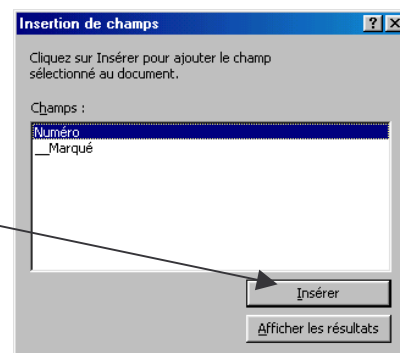 Insertion de champs
Cliquez sur Insérer pour ajouter le champ
sélectionné au document.
Champs :
Numéro
__Marqué
Insérer
Afficher les résultats